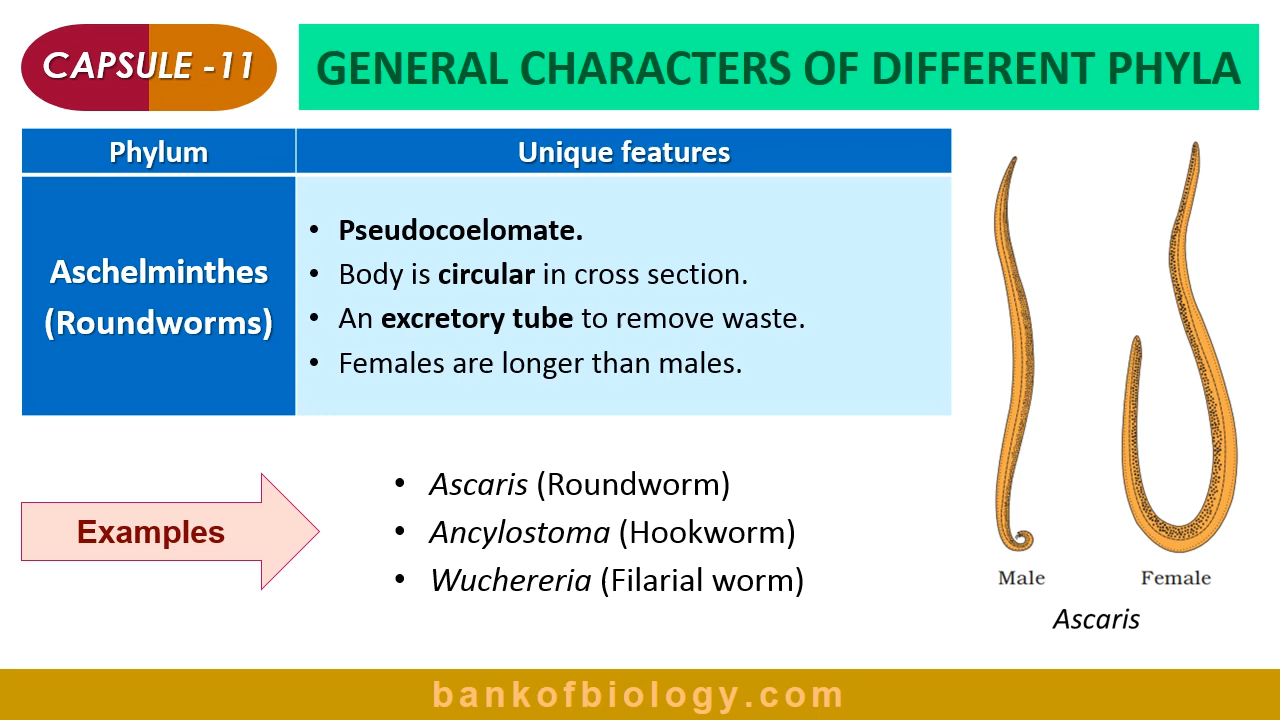 CAPSULE -11
GENERAL CHARACTERS OF DIFFERENT PHYLA
Phylum
Unique features
Aschelminthes
(Roundworms)
• Pseudocoelomate.
• Body is circular in cross section.
• An excretory tube to remove waste.
• Females are longer than males.
Examples
• Ascaris (Roundworm)
• Ancylostoma (Hookworm)
• Wuchereria (Filarial worm)
Male
Female
Ascaris
bankofbiology.com